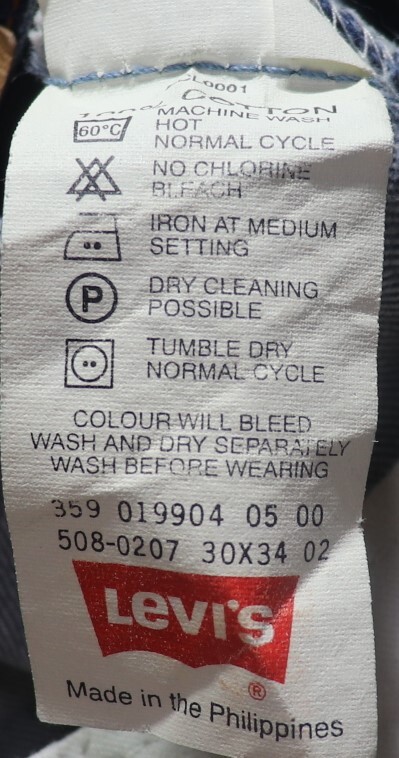 CL0001
100% COTTON
60°C
MACHINE WASH
HOT
NORMAL CYCLE
NO CHLORINE
BLEACH
IRON AT MEDIUM
SETTING
P
DRY CLEANING
POSSIBLE
TUMBLE DRY
NORMAL CYCLE
COLOUR WILL BLEED
WASH AND DRY SEPARATELY
WASH BEFORE WEARING
359 019904 05 00
508-0207 30X34 02
Levi's
®
Made in the Philippines